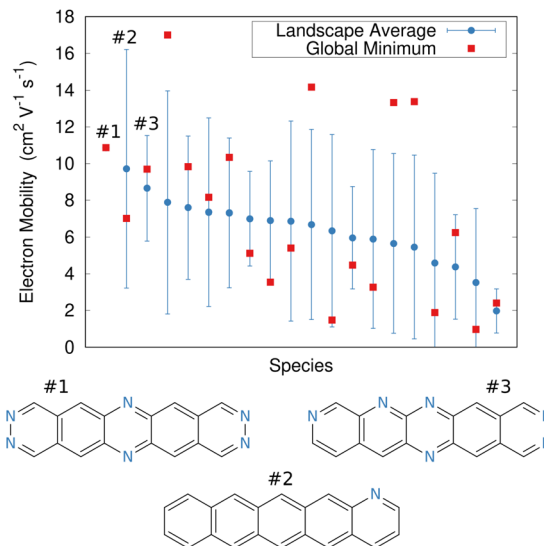 18
16
14
12
10
8
6
4
2
0
Electron Mobility (cm² V⁻¹ s⁻¹)
Landscape Average
Global Minimum
#2
#1
#3
Species
#1
#3
N
N
N
N
N
N
N
N
N
N
#2
N